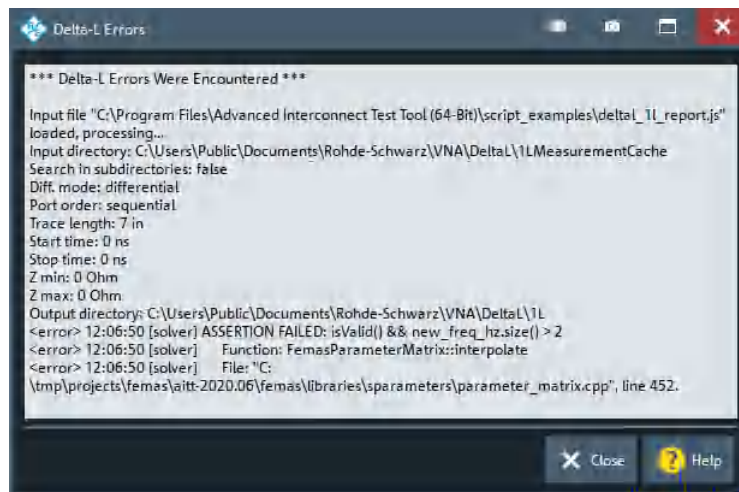 Delta-L Errors
*** Delta-L Errors Were Encountered ***
Input file "C:\Program Files\Advanced Interconnect Test Tool (64-Bit)\script_examples\deltal_1l_report.js"
loaded, processing...
Input directory: C:\Users\Public\Documents\Rohde-Schwarz\VNA\DeltaL\1LMeasurementCache
Search in subdirectories: false
Diff. mode: differential
Port order: sequential
Trace length: 7 in
Start time: 0 ns
Stop time: 0 ns
Z min: 0 Ohm
Z max: 0 Ohm
Output directory: C:\Users\Public\Documents\Rohde-Schwarz\VNA\DeltaL\1L
<error> 12:06:50 [solver] ASSERTION FAILED: isValid() && new_freq_hz.size() > 2
<error> 12:06:50 [solver] Function: FemasParameterMatrix::interpolate
<error> 12:06:50 [solver] File: "C:
\tmp\projects\femas\aitt-2020.06\femas\libraries\sparameters\parameter_matrix.cpp", line 452.
Close ? Help